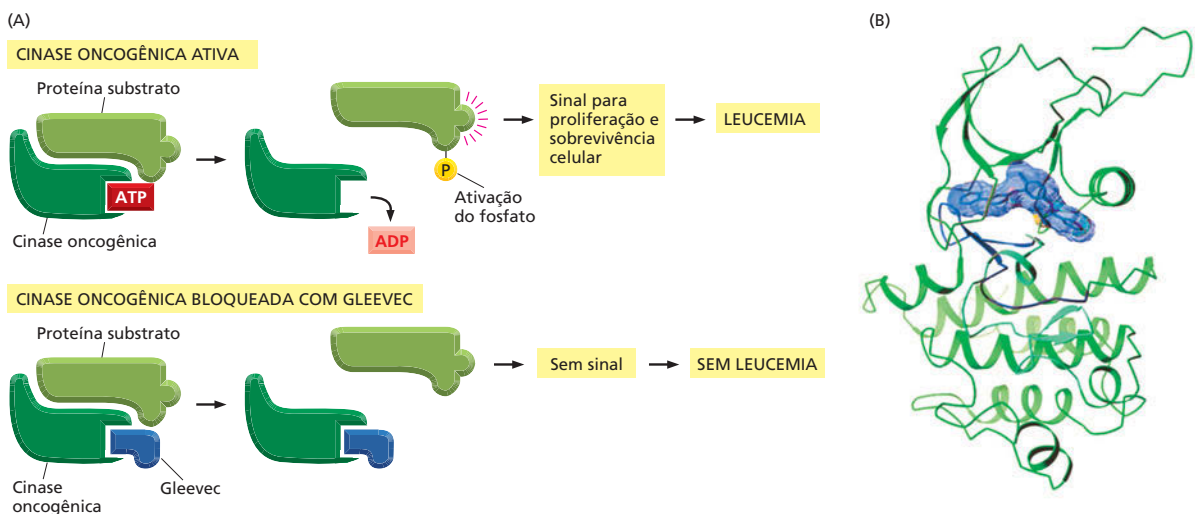 (A)
CINASE ONCOGÊNICA ATIVA
Proteína substrato
ATP
Cinase oncogênica
ADP
P
Ativação
do fosfato
Sinal para
proliferação e
sobrevivência
celular
LEUCEMIA
CINASE ONCOGÊNICA BLOQUEADA COM GLEEVEC
Proteína substrato
Cinase
oncogênica
Gleevec
Sem sinal
SEM LEUCEMIA
(B)